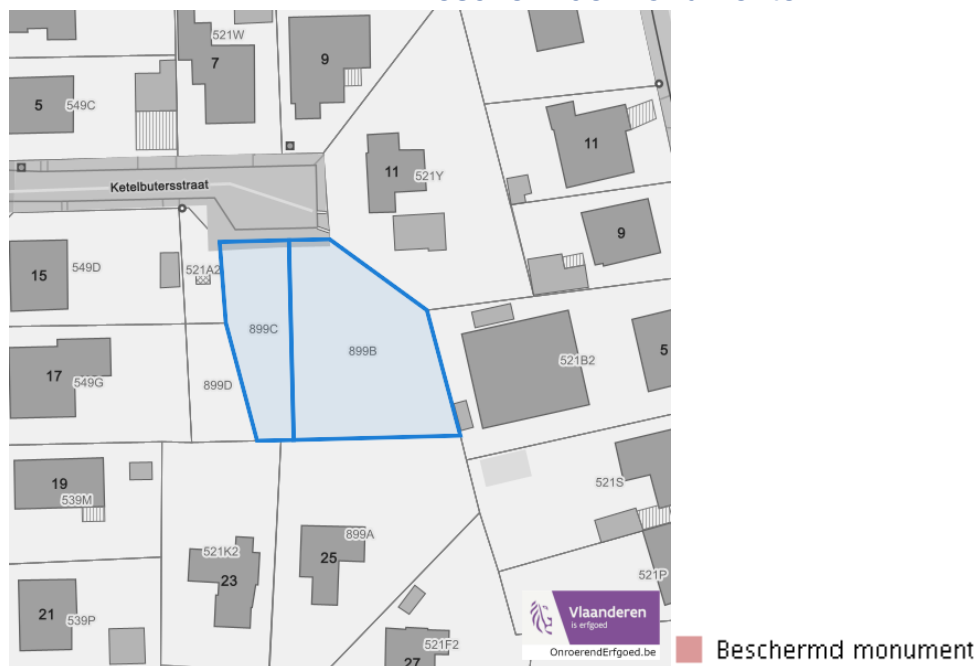 521W
7
9
5 549C
11
11
521Y
Ketelbutersstraat
9
15 549D
521A2
899C
899B
521B2
5
17
549G
899D
19
539M
521S
899A
521K2
25
23
521P
21
539P
521F2
27
Vlaanderen
is erfgoed
OnroerendErfgoed.be
Beschermd monument